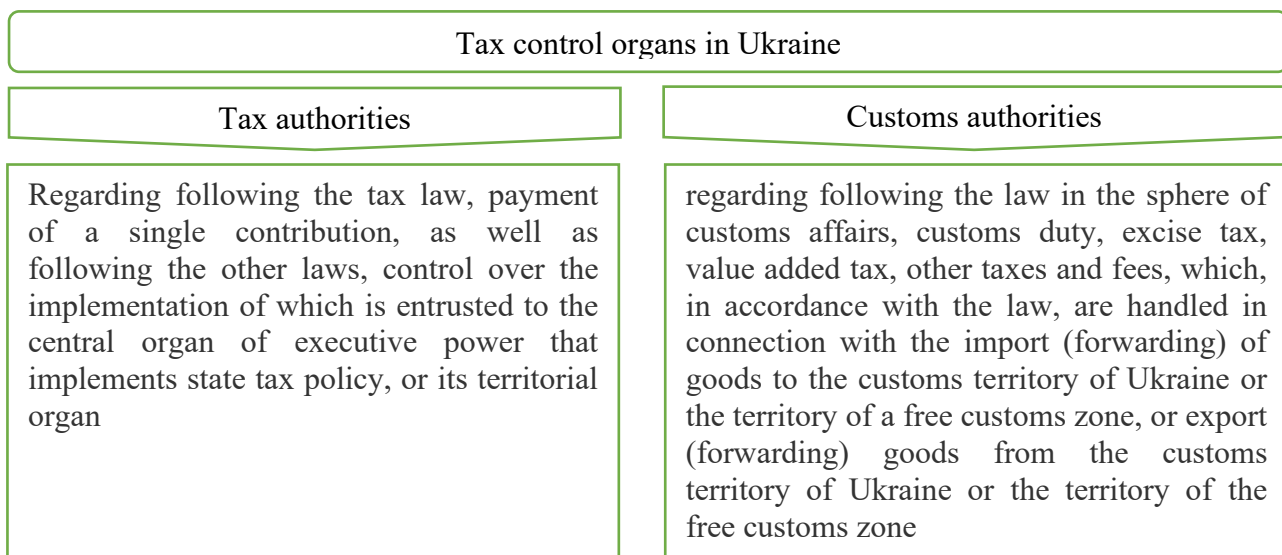 Tax control organs in Ukraine
Tax authorities
Customs authorities
Regarding following the tax law, payment
of a single contribution, as well as
following the other laws, control over the
implementation of which is entrusted to the
central organ of executive power that
implements state tax policy, or its territorial
organ
regarding following the law in the sphere of
customs affairs, customs duty, excise tax,
value added tax, other taxes and fees, which,
in accordance with the law, are handled in
connection with the import (forwarding) of
goods to the customs territory of Ukraine or
the territory of a free customs zone, or export
(forwarding) goods from the customs
territory of Ukraine or the territory of the
free customs zone